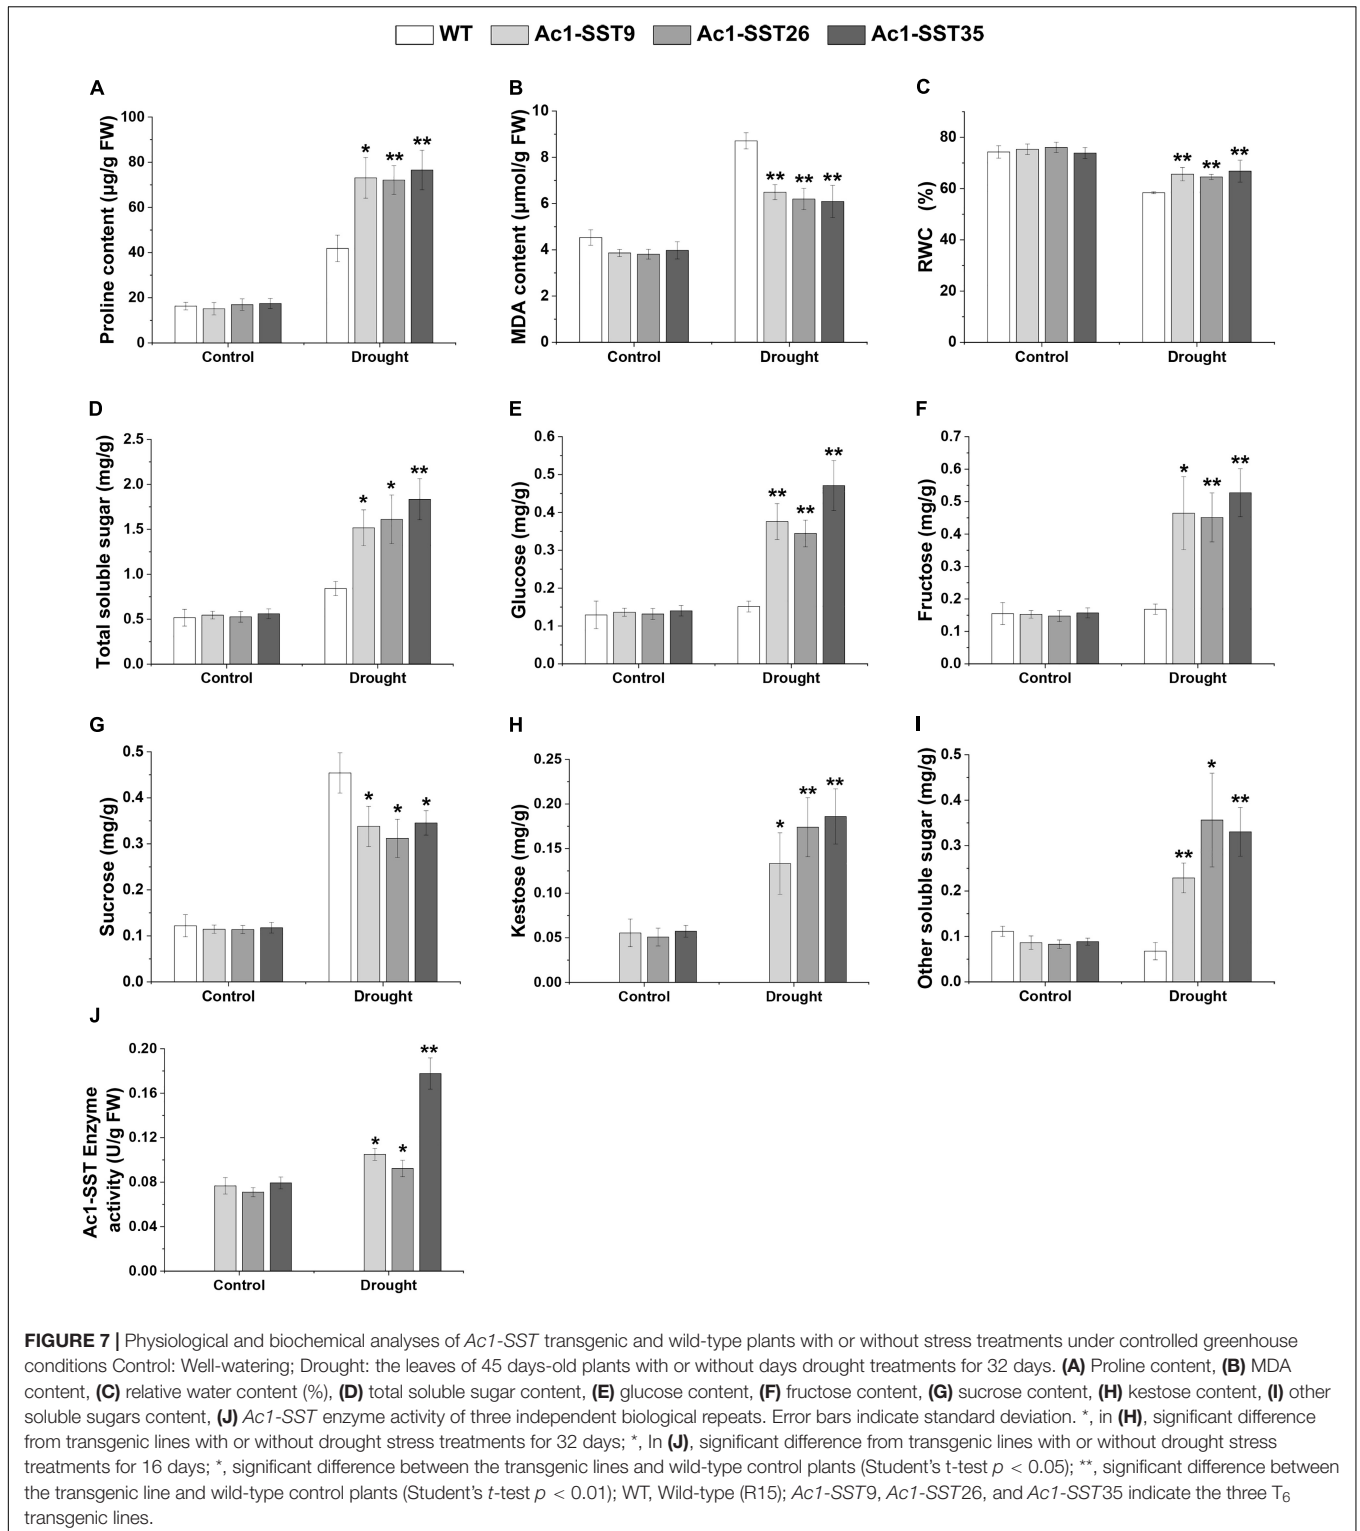 WT Ac1-SST9 Ac1-SST26 Ac1-SST35
A
Proline content (µg/g FW)
100
80
60
40
20
0
* ** **
Control Drought
B
MDA content (µmol/g FW)
10
8
6
4
2
0
** ** **
Control Drought
C
RWC (%)
80
60
40
20
0
** ** **
Control Drought
D
Total soluble sugar (mg/g)
2.5
2.0
1.5
1.0
0.5
0.0
* * **
Control Drought
E
Glucose (mg/g)
0.6
0.5
0.4
0.3
0.2
0.1
0.0
** ** **
Control Drought
F
Fructose (mg/g)
0.7
0.6
0.5
0.4
0.3
0.2
0.1
0.0
* ** **
Control Drought
G
Sucrose (mg/g)
0.5
0.4
0.3
0.2
0.1
0.0
* * *
Control Drought
H
Kestose (mg/g)
0.25
0.20
0.15
0.10
0.05
0.00
* ** **
Control Drought
I
Other soluble sugar (mg/g)
0.5
0.4
0.3
0.2
0.1
0.0
** * **
Control Drought
J
Ac1-SST Enzyme
activity (U/g FW)
0.20
0.16
0.12
0.08
0.04
0.00
* * **
Control Drought
FIGURE 7 | Physiological and biochemical analyses of Ac1-SST transgenic and wild-type plants with or without stress treatments under controlled greenhouse
conditions Control: Well-watering; Drought: the leaves of 45 days-old plants with or without days drought treatments for 32 days. (A) Proline content, (B) MDA
content, (C) relative water content (%), (D) total soluble sugar content, (E) glucose content, (F) fructose content, (G) sucrose content, (H) kestose content, (I) other
soluble sugars content, (J) Ac1-SST enzyme activity of three independent biological repeats. Error bars indicate standard deviation. *, in (H), significant difference
from transgenic lines with or without drought stress treatments for 32 days; *, In (J), significant difference from transgenic lines with or without drought stress
treatments for 16 days; *, significant difference between the transgenic lines and wild-type control plants (Student's t-test p < 0.05); **, significant difference between
the transgenic line and wild-type control plants (Student's t-test p < 0.01); WT, Wild-type (R15); Ac1-SST9, Ac1-SST26, and Ac1-SST35 indicate the three T6
transgenic lines.